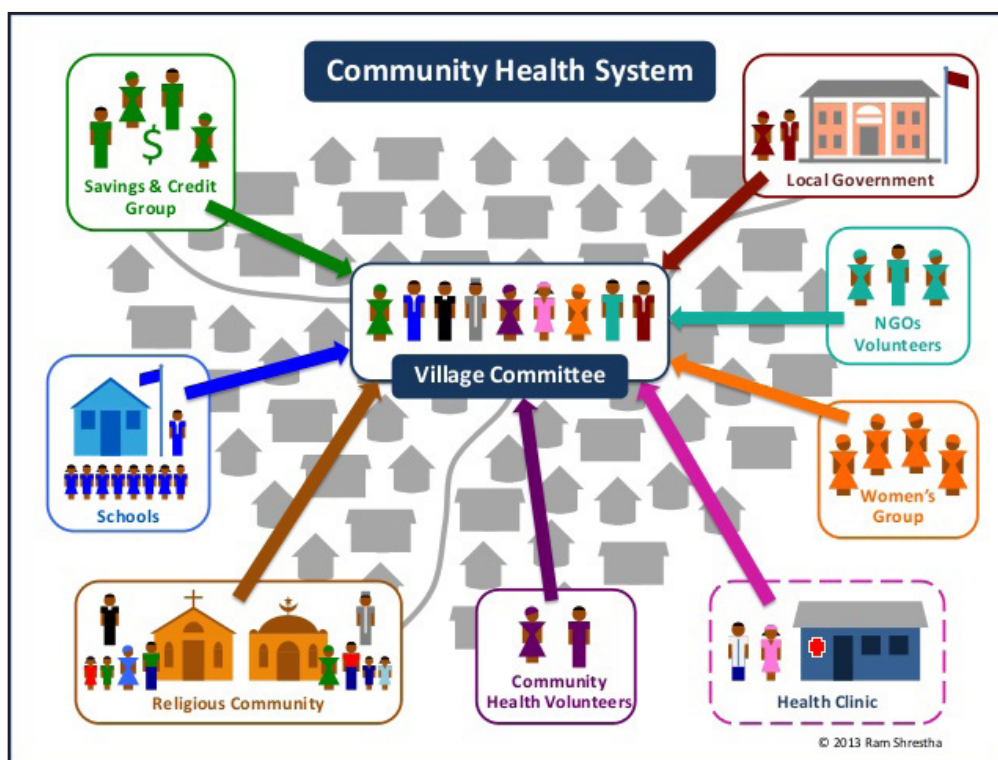 Community Health System
$
Savings & Credit
Group
Local Government
NGOs
Volunteers
Village Committee
Schools
Women's
Group
Religious Community
Community
Health Volunteers
Health Clinic
© 2013 Ram Shrestha